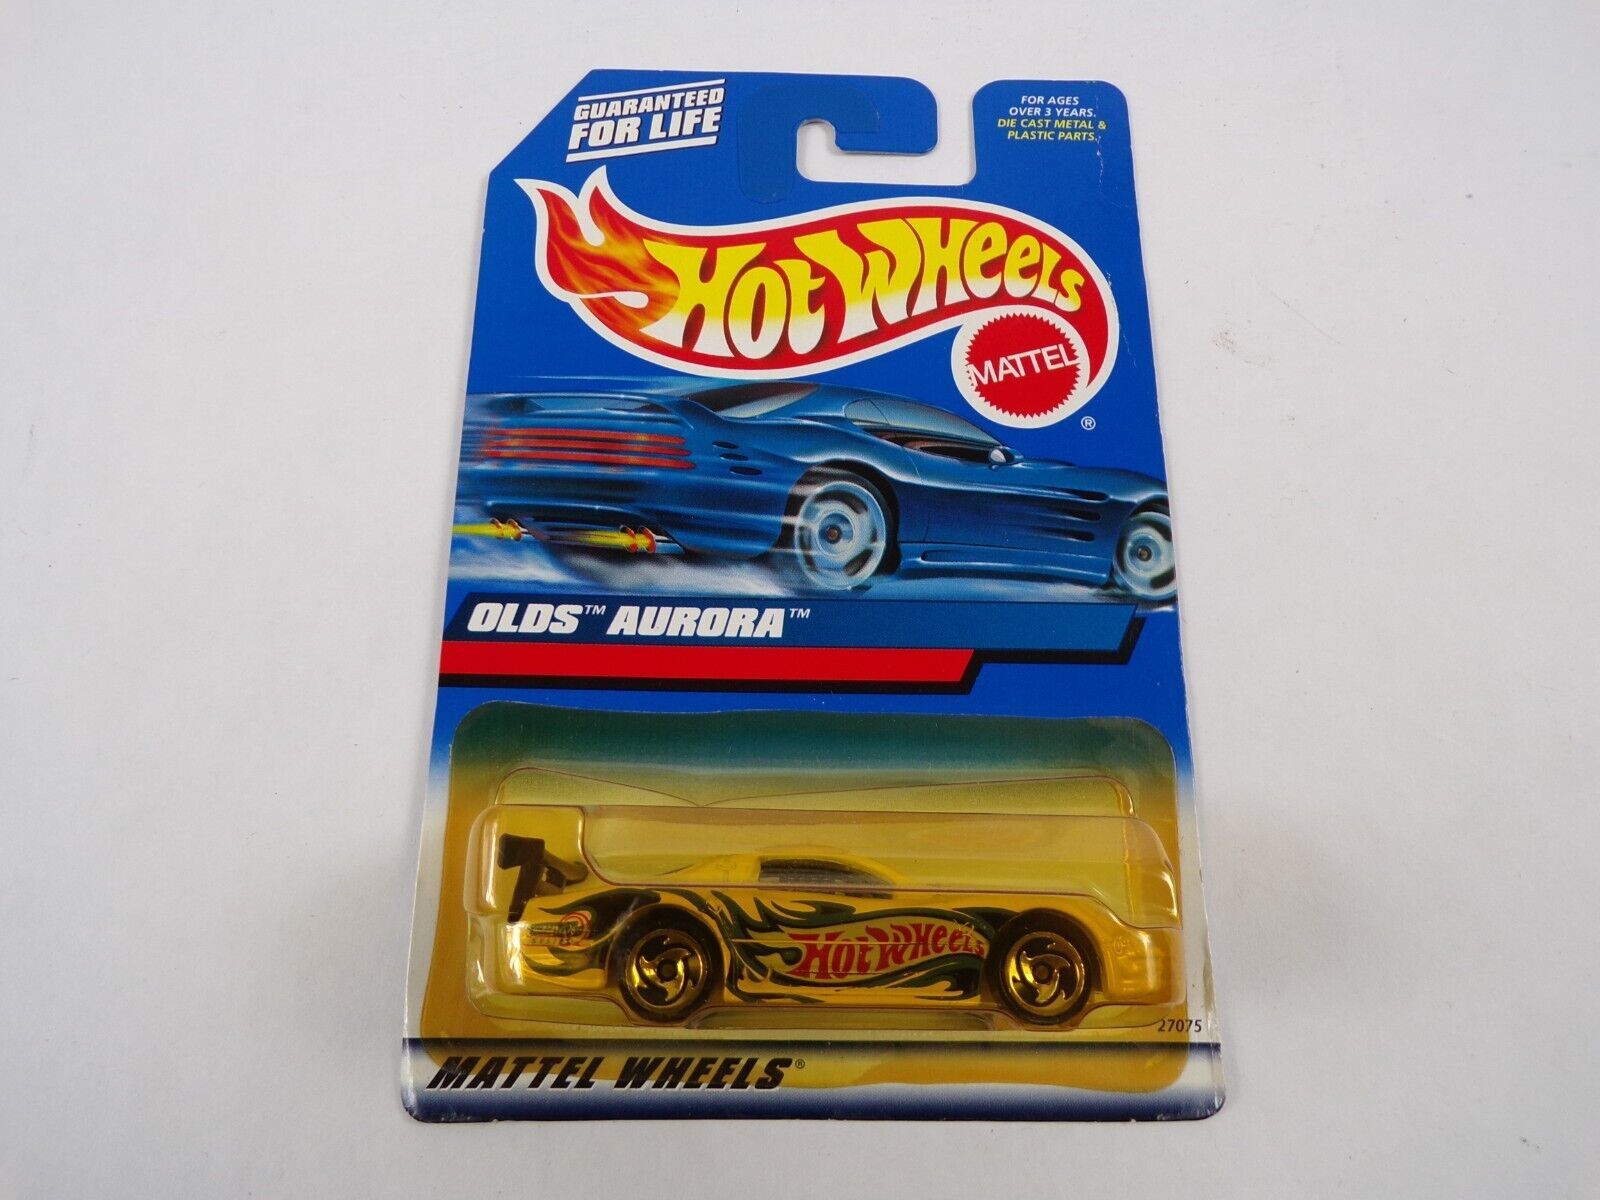 GUARANTEED
FOR LIFE
FOR AGES
OVER 3 YEARS.
DIE CAST METAL &
PLASTIC PARTS.
HOT WHEELS
MATTEL
®
OLDS™ AURORA™
HOT WHEELS
27075
MATTEL WHEELS®